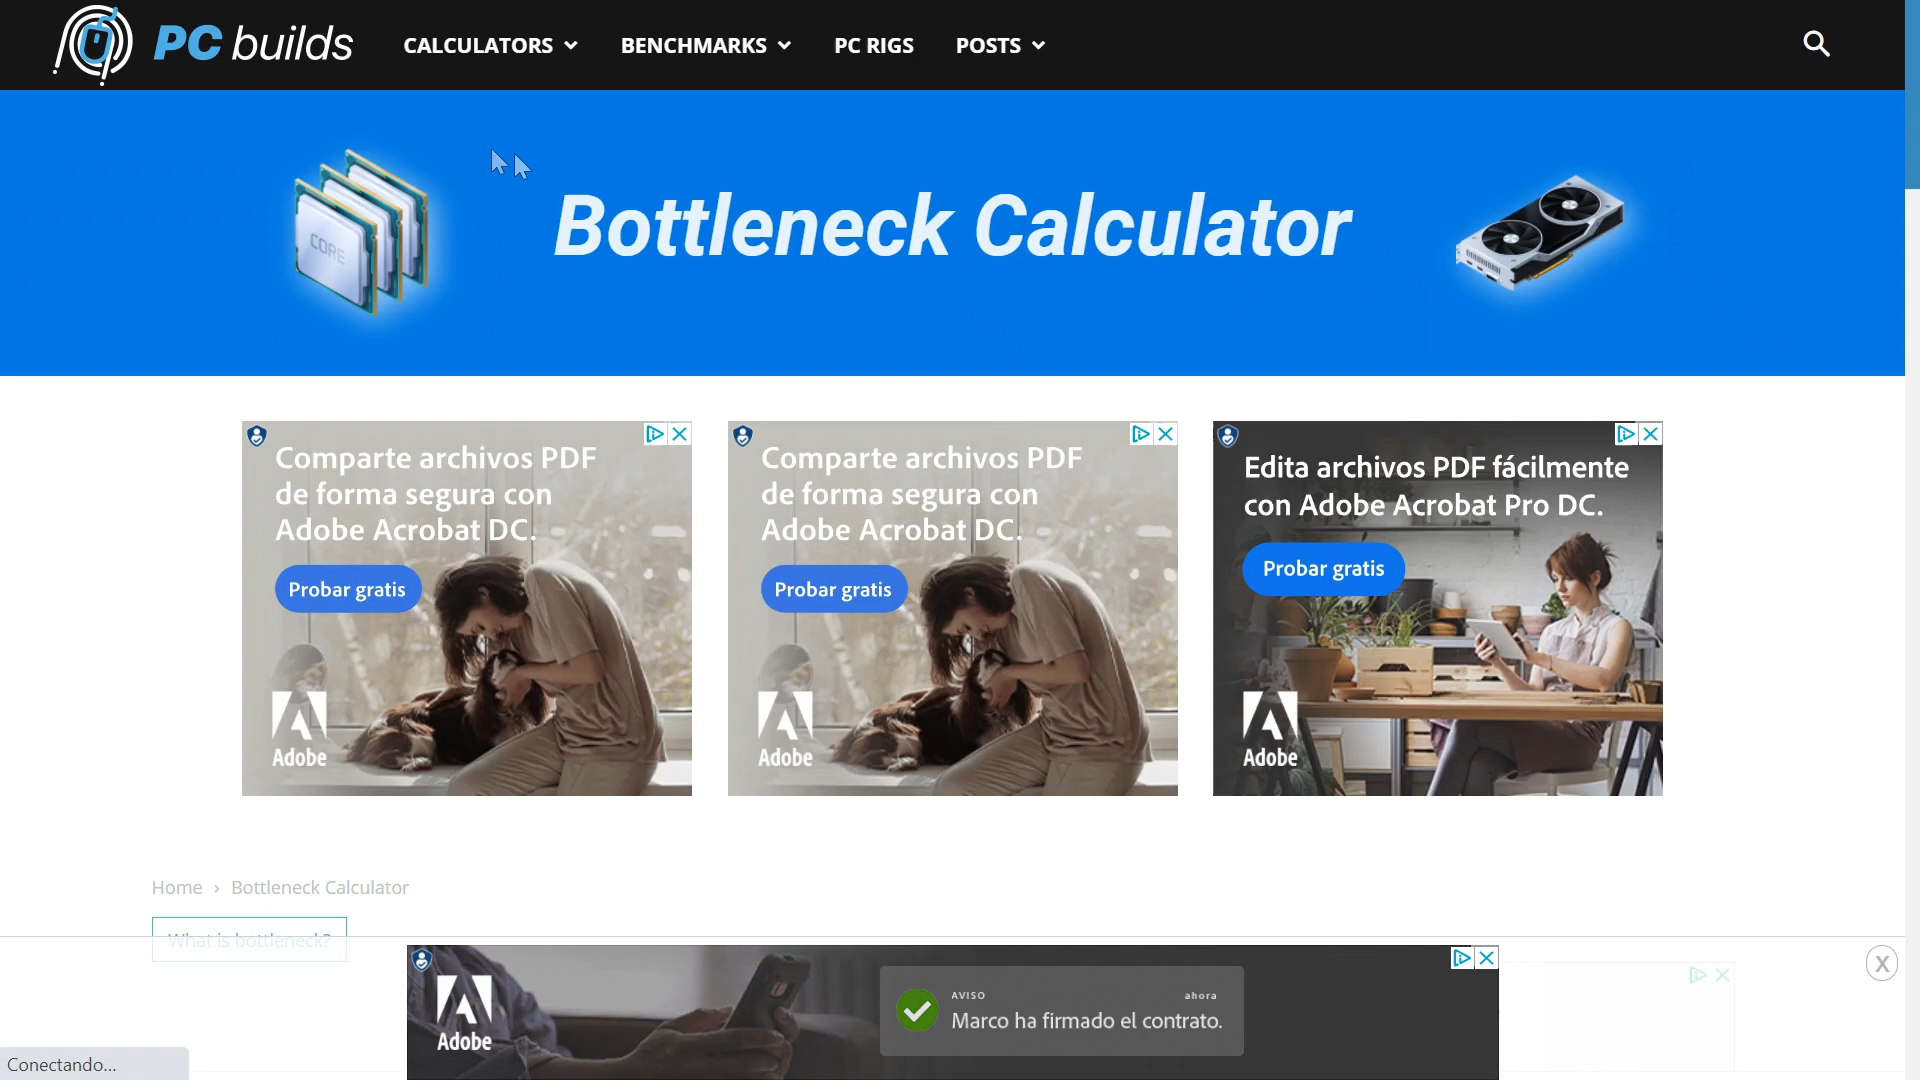 PC builds
CALCULATORS
BENCHMARKS
PC RIGS
POSTS
CORE
Bottleneck Calculator
Comparte archivos PDF
de forma segura con
Adobe Acrobat DC.
Probar gratis
Adobe
Comparte archivos PDF
de forma segura con
Adobe Acrobat DC.
Probar gratis
Adobe
Edita archivos PDF fácilmente
con Adobe Acrobat Pro DC.
Probar gratis
Adobe
Home › Bottleneck Calculator
What is bottleneck?
X
Adobe
AVISO
ahora
Marco ha firmado el contrato.
Conectando...